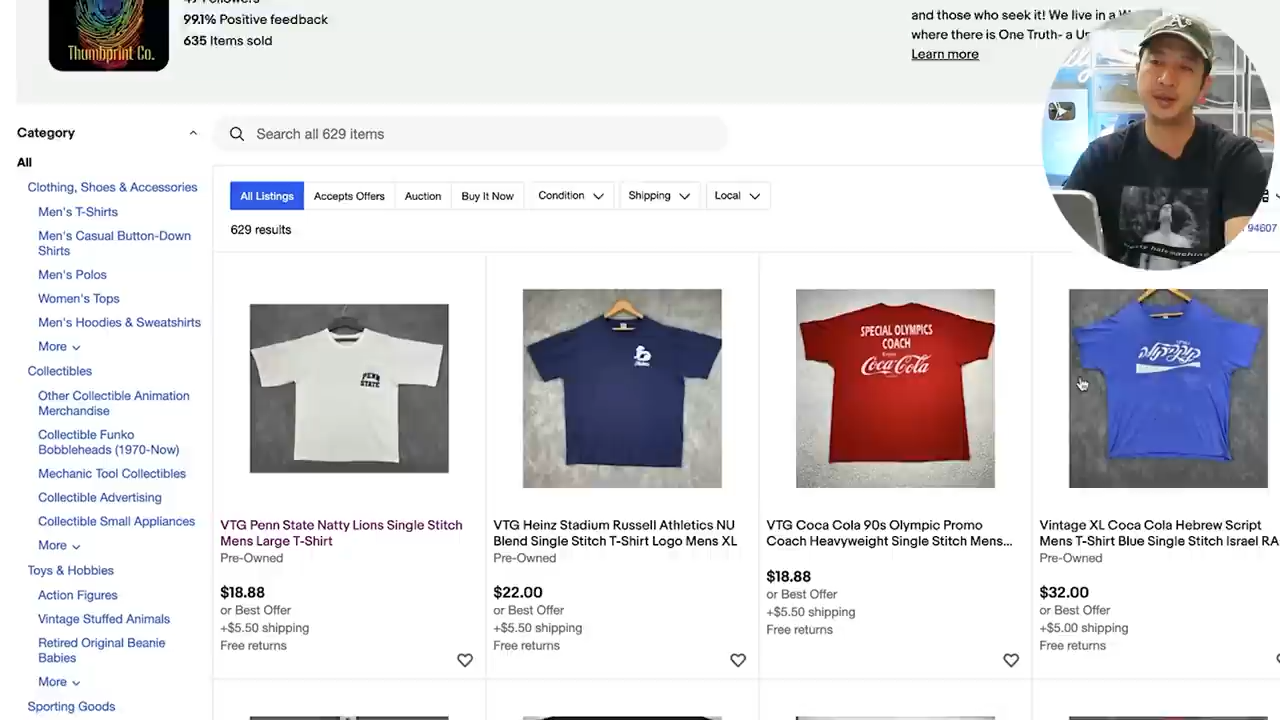 47 Followers
99.1% Positive feedback
635 Items sold
Thumbprint Co.
and those who seek it! We live in a
where there is One Truth- a
Learn more
Category
Search all 629 items
All
Clothing, Shoes & Accessories
Men's T-Shirts
Men's Casual Button-Down
Shirts
Men's Polos
Women's Tops
Men's Hoodies & Sweatshirts
More
Collectibles
Other Collectible Animation
Merchandise
Collectible Funko
Bobbleheads (1970-Now)
Mechanic Tool Collectibles
Collectible Advertising
Collectible Small Appliances
More
Toys & Hobbies
Action Figures
Vintage Stuffed Animals
Retired Original Beanie
Babies
More
Sporting Goods
All Listings
Accepts Offers
Auction
Buy It Now
Condition
Shipping
Local
94607
629 results
PENN
STATE
SPECIAL OLYMPICS
COACH
Enjoy
Coca-Cola
VTG Penn State Natty Lions Single Stitch
Mens Large T-Shirt
Pre-Owned
$18.88
or Best Offer
+$5.50 shipping
Free returns
VTG Heinz Stadium Russell Athletics NU
Blend Single Stitch T-Shirt Logo Mens XL
Pre-Owned
$22.00
or Best Offer
+$5.50 shipping
Free returns
VTG Coca Cola 90s Olympic Promo
Coach Heavyweight Single Stitch Mens...
$18.88
or Best Offer
+$5.50 shipping
Free returns
Vintage XL Coca Cola Hebrew Script
Mens T-Shirt Blue Single Stitch Israel RA
Pre-Owned
$32.00
or Best Offer
+$5.00 shipping
Free returns